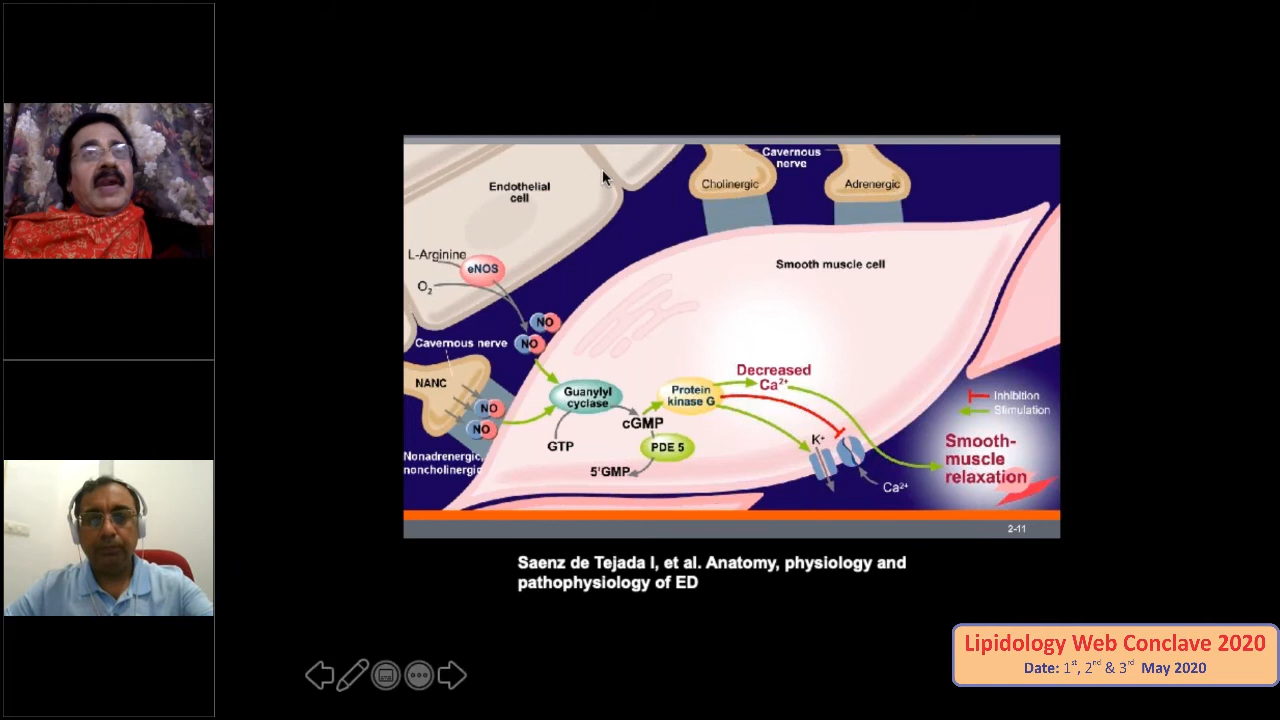 Endothelial
cell
Cavernous
nerve
Cholinergic
Adrenergic
Smooth muscle cell
L-Arginine
eNOS
O2
NO
NO
Cavernous nerve
NANC
NO
NO
Nonadrenergic,
noncholinergic
Guanylyl
cyclase
GTP
cGMP
PDE 5
5'GMP
Protein
kinase G
Decreased
Ca2+
K+
Ca2+
Inhibition
Stimulation
Smooth-
muscle
relaxation
2-11
Saenz de Tejada I, et al. Anatomy, physiology and
pathophysiology of ED
Lipidology Web Conclave 2020
Date: 1st, 2nd & 3rd May 2020